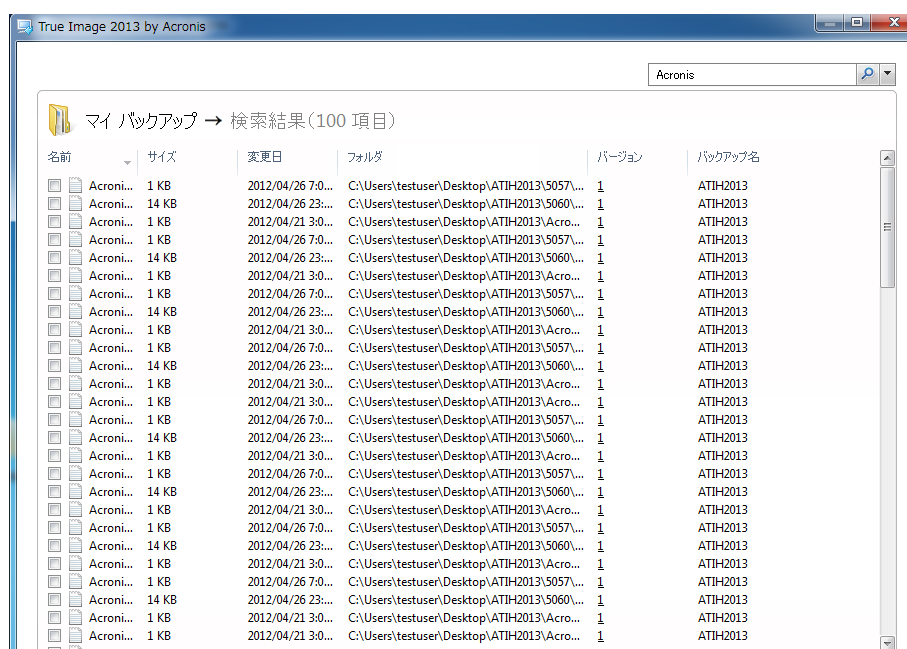 True Image 2013 by Acronis
Acronis
マイ バックアップ → 検索結果(100 項目)
名前 サイズ 変更日 フォルダ バージョン バックアップ名
Acroni... 1 KB 2012/04/26 7:0... C:\Users\testuser\Desktop\ATIH2013\5057\... 1 ATIH2013
Acroni... 14 KB 2012/04/26 23:... C:\Users\testuser\Desktop\ATIH2013\5060\... 1 ATIH2013
Acroni... 1 KB 2012/04/21 3:0... C:\Users\testuser\Desktop\ATIH2013\Acro... 1 ATIH2013
Acroni... 1 KB 2012/04/26 7:0... C:\Users\testuser\Desktop\ATIH2013\5057\... 1 ATIH2013
Acroni... 14 KB 2012/04/26 23:... C:\Users\testuser\Desktop\ATIH2013\5060\... 1 ATIH2013
Acroni... 1 KB 2012/04/21 3:0... C:\Users\testuser\Desktop\ATIH2013\Acro... 1 ATIH2013
Acroni... 1 KB 2012/04/26 7:0... C:\Users\testuser\Desktop\ATIH2013\5057\... 1 ATIH2013
Acroni... 14 KB 2012/04/26 23:... C:\Users\testuser\Desktop\ATIH2013\5060\... 1 ATIH2013
Acroni... 1 KB 2012/04/21 3:0... C:\Users\testuser\Desktop\ATIH2013\Acro... 1 ATIH2013
Acroni... 1 KB 2012/04/26 7:0... C:\Users\testuser\Desktop\ATIH2013\5057\... 1 ATIH2013
Acroni... 14 KB 2012/04/26 23:... C:\Users\testuser\Desktop\ATIH2013\5060\... 1 ATIH2013
Acroni... 1 KB 2012/04/21 3:0... C:\Users\testuser\Desktop\ATIH2013\Acro... 1 ATIH2013
Acroni... 1 KB 2012/04/21 3:0... C:\Users\testuser\Desktop\ATIH2013\Acro... 1 ATIH2013
Acroni... 1 KB 2012/04/26 7:0... C:\Users\testuser\Desktop\ATIH2013\5057\... 1 ATIH2013
Acroni... 14 KB 2012/04/26 23:... C:\Users\testuser\Desktop\ATIH2013\5060\... 1 ATIH2013
Acroni... 1 KB 2012/04/21 3:0... C:\Users\testuser\Desktop\ATIH2013\Acro... 1 ATIH2013
Acroni... 1 KB 2012/04/26 7:0... C:\Users\testuser\Desktop\ATIH2013\5057\... 1 ATIH2013
Acroni... 14 KB 2012/04/26 23:... C:\Users\testuser\Desktop\ATIH2013\5060\... 1 ATIH2013
Acroni... 1 KB 2012/04/21 3:0... C:\Users\testuser\Desktop\ATIH2013\Acro... 1 ATIH2013
Acroni... 1 KB 2012/04/26 7:0... C:\Users\testuser\Desktop\ATIH2013\5057\... 1 ATIH2013
Acroni... 14 KB 2012/04/26 23:... C:\Users\testuser\Desktop\ATIH2013\5060\... 1 ATIH2013
Acroni... 1 KB 2012/04/21 3:0... C:\Users\testuser\Desktop\ATIH2013\Acro... 1 ATIH2013
Acroni... 1 KB 2012/04/26 7:0... C:\Users\testuser\Desktop\ATIH2013\5057\... 1 ATIH2013
Acroni... 14 KB 2012/04/26 23:... C:\Users\testuser\Desktop\ATIH2013\5060\... 1 ATIH2013
Acroni... 1 KB 2012/04/21 3:0... C:\Users\testuser\Desktop\ATIH2013\Acro... 1 ATIH2013
Acroni... 1 KB 2012/04/21 3:0... C:\Users\testuser\Desktop\ATIH2013\Acro... 1 ATIH2013